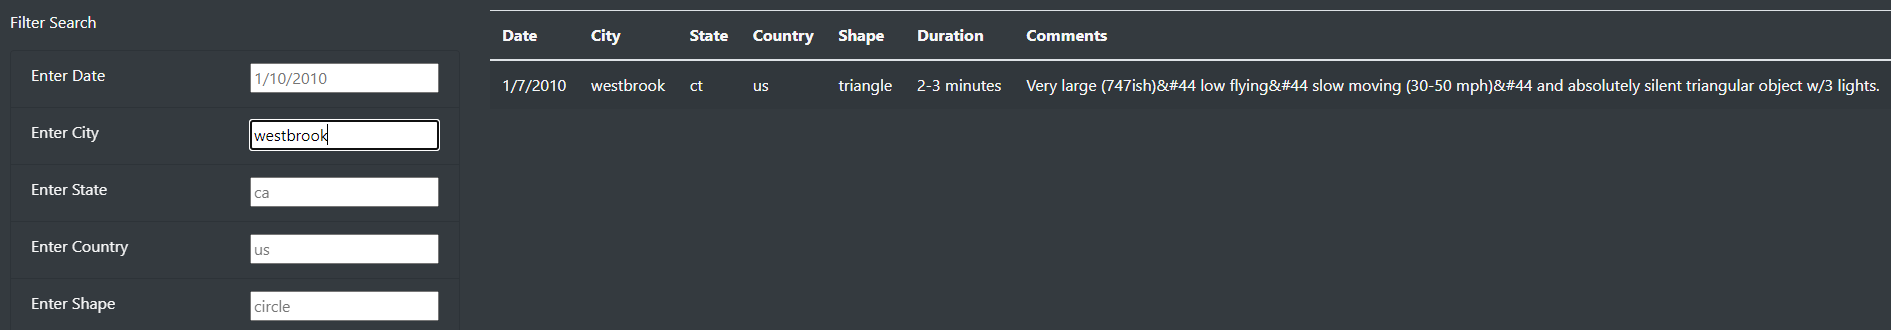 Filter Search
Enter Date 1/10/2010
Enter City westbrook
Enter State ca
Enter Country us
Enter Shape circle
Date City State Country Shape Duration Comments
1/7/2010 westbrook ct us triangle 2-3 minutes Very large (747ish)&#44 low flying&#44 slow moving (30-50 mph)&#44 and absolutely silent triangular object w/3 lights.